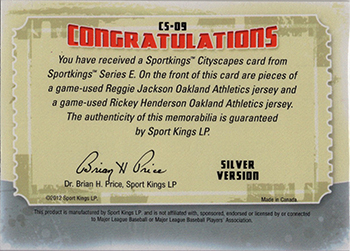 CS-09
CONGRATULATIONS
You have received a Sportkings™ Cityscapes card from
Sportkings™ Series E. On the front of this card are pieces of
a game-used Reggie Jackson Oakland Athletics jersey and
a game-used Rickey Henderson Oakland Athletics jersey.
The authenticity of this memorabilia is guaranteed
by Sport Kings LP.
Brian H Price
SILVER
VERSION
Dr. Brian H. Price, Sport Kings LP
©2012 Sport Kings LP.
Made in Canada.
This product is manufactured by Sport Kings LP. and is not affiliated with, sponsored, endorsed or licensed by or connected
to Major League Baseball or Major League Baseball Players' Association.